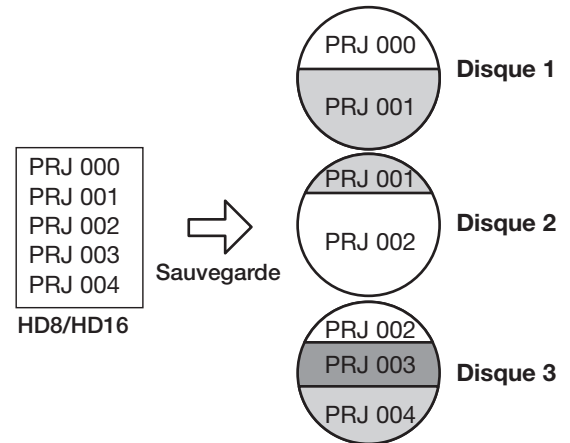 PRJ 000
PRJ 001
PRJ 002
PRJ 003
PRJ 004
HD8/HD16
Sauvegarde
PRJ 000
PRJ 001
Disque 1
PRJ 001
PRJ 002
Disque 2
PRJ 002
PRJ 003
PRJ 004
Disque 3